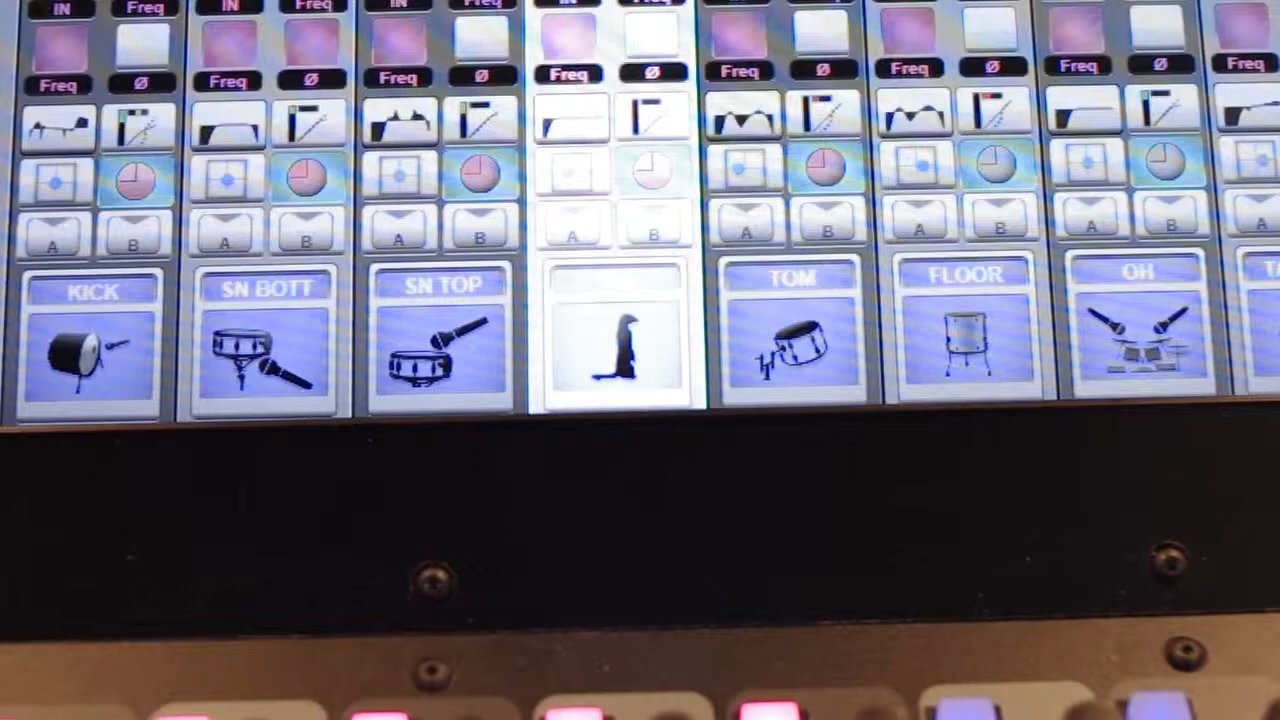 IN Freq IN Freq IN Freq IN Freq
Freq Freq Ø Freq Ø Freq Ø Freq Ø Freq Ø Freq Ø Freq
A B A B A B A B A B A B A B A
KICK SN BOTT SN TOP TOM FLOOR OH